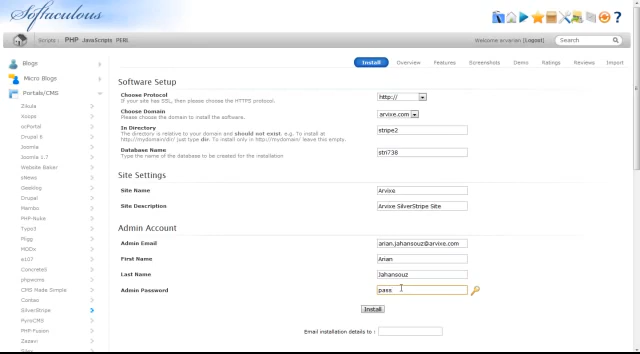 Softaculous
Scripts : PHP JavaScripts PERL
Welcome arvarian [Logout]
Search
Blogs
Micro Blogs
Portals/CMS
Zikula
Xoops
ocPortal
Drupal 6
Joomla
Joomla 1.7
Website Baker
sNews
Geeklog
Drupal
Mambo
PHP-Nuke
Typo3
Pligg
MODx
e107
Concrete5
phpwcms
CMS Made Simple
Contao
SilverStripe
PyroCMS
PHP-Fusion
Zenario
Install
Overview
Features
Screenshots
Demo
Ratings
Reviews
Import
Software Setup
Choose Protocol
If your site has SSL, then please choose the HTTPS protocol.
http://
Choose Domain
Please choose the domain to install the software.
arvixe.com
In Directory
The directory is relative to your domain and should not exist. e.g. To install at
http://mydomain/dir/ just type dir. To install only in http://mydomain/ leave this empty.
stripe2
Database Name
Type the name of the database to be created for the installation
stri738
Site Settings
Site Name
Arvixe
Site Description
Arvixe SilverStripe Site
Admin Account
Admin Email
arian.jahansouz@arvixe.com
First Name
Arian
Last Name
Jahansouz
Admin Password
pass
Install
Email installation details to :